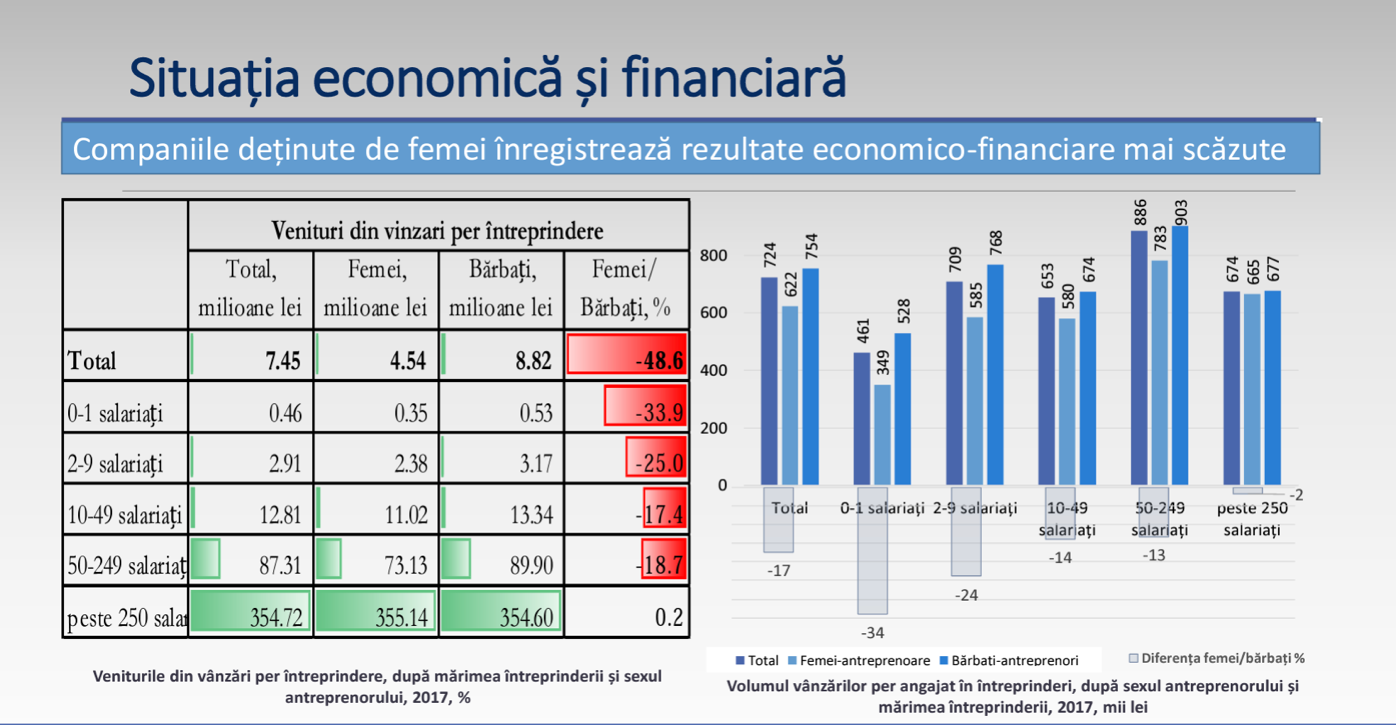 Situația economică și financiară
Companiile deținute de femei înregistrează rezultate economico-financiare mai scăzute
Venituri din vinzari per întreprindere
Total, milioane lei Femei, milioane lei Bărbați, milioane lei Femei/ Bărbați, %
Total 7.45 4.54 8.82 -48.6
0-1 salariați 0.46 0.35 0.53 -33.9
2-9 salariați 2.91 2.38 3.17 -25.0
10-49 salariați 12.81 11.02 13.34 -17.4
50-249 salariaț 87.31 73.13 89.90 -18.7
peste 250 salar 354.72 355.14 354.60 0.2
Veniturile din vânzări per întreprindere, după mărimea întreprinderii și sexul
antreprenorului, 2017, %
800
600
400
200
0
724 622 754
461 349 528
709 585 768
653 580 674
886 783 903
674 665 677
Total 0-1 salariați 2-9 salariați 10-49 salariați 50-249 salariați peste 250 salariați
-17 -34 -24 -14 -13 -2
Total Femei-antreprenoare Bărbati-antreprenori Diferența femei/bărbați %
Volumul vânzărilor per angajat în întreprinderi, după sexul antreprenorului și
mărimea întreprinderii, 2017, mii lei